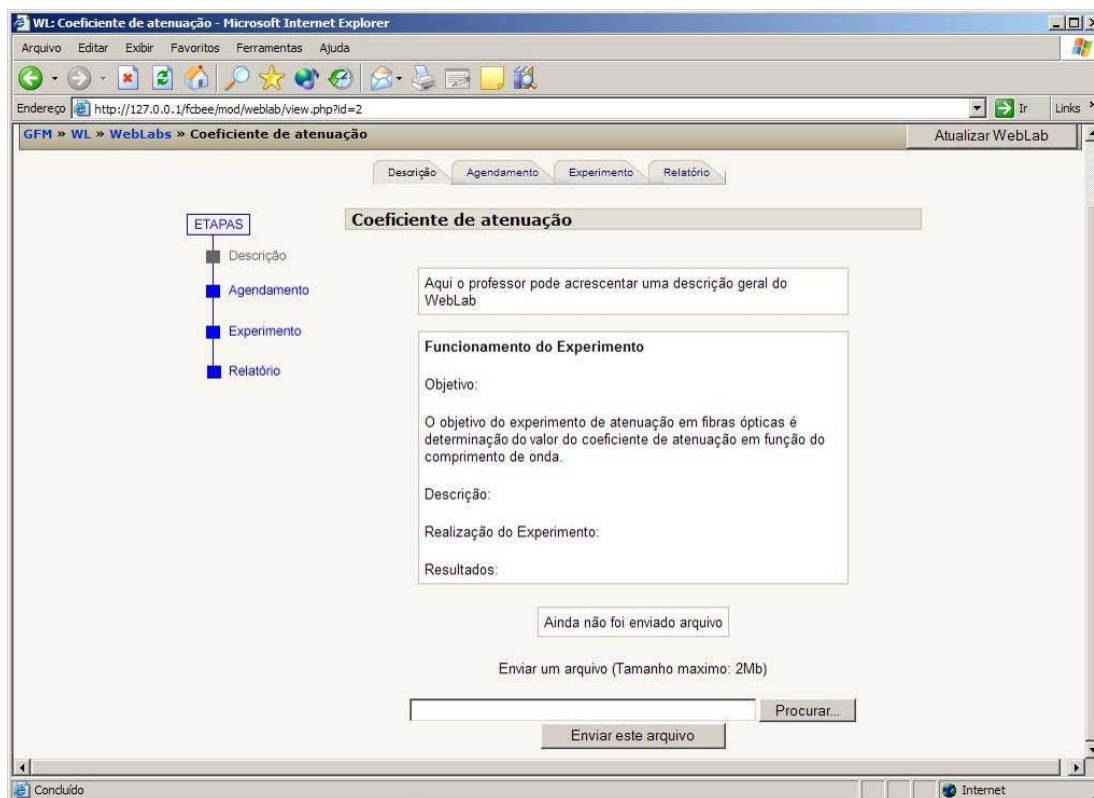 WL: Coeficiente de atenuação - Microsoft Internet Explorer
Arquivo Editar Exibir Favoritos Ferramentas Ajuda
Endereço http://127.0.0.1/fcbee/mod/weblab/view.php?id=2 Ir Links
GFM » WL » WebLabs » Coeficiente de atenuação Atualizar WebLab
Descrição Agendamento Experimento Relatório
ETAPAS
Descrição
Agendamento
Experimento
Relatório
Coeficiente de atenuação
Aqui o professor pode acrescentar uma descrição geral do
WebLab
Funcionamento do Experimento
Objetivo:
O objetivo do experimento de atenuação em fibras ópticas é
determinação do valor do coeficiente de atenuação em função do
comprimento de onda.
Descrição:
Realização do Experimento:
Resultados:
Ainda não foi enviado arquivo
Enviar um arquivo (Tamanho maximo: 2Mb)
Procurar...
Enviar este arquivo
Concluído Internet